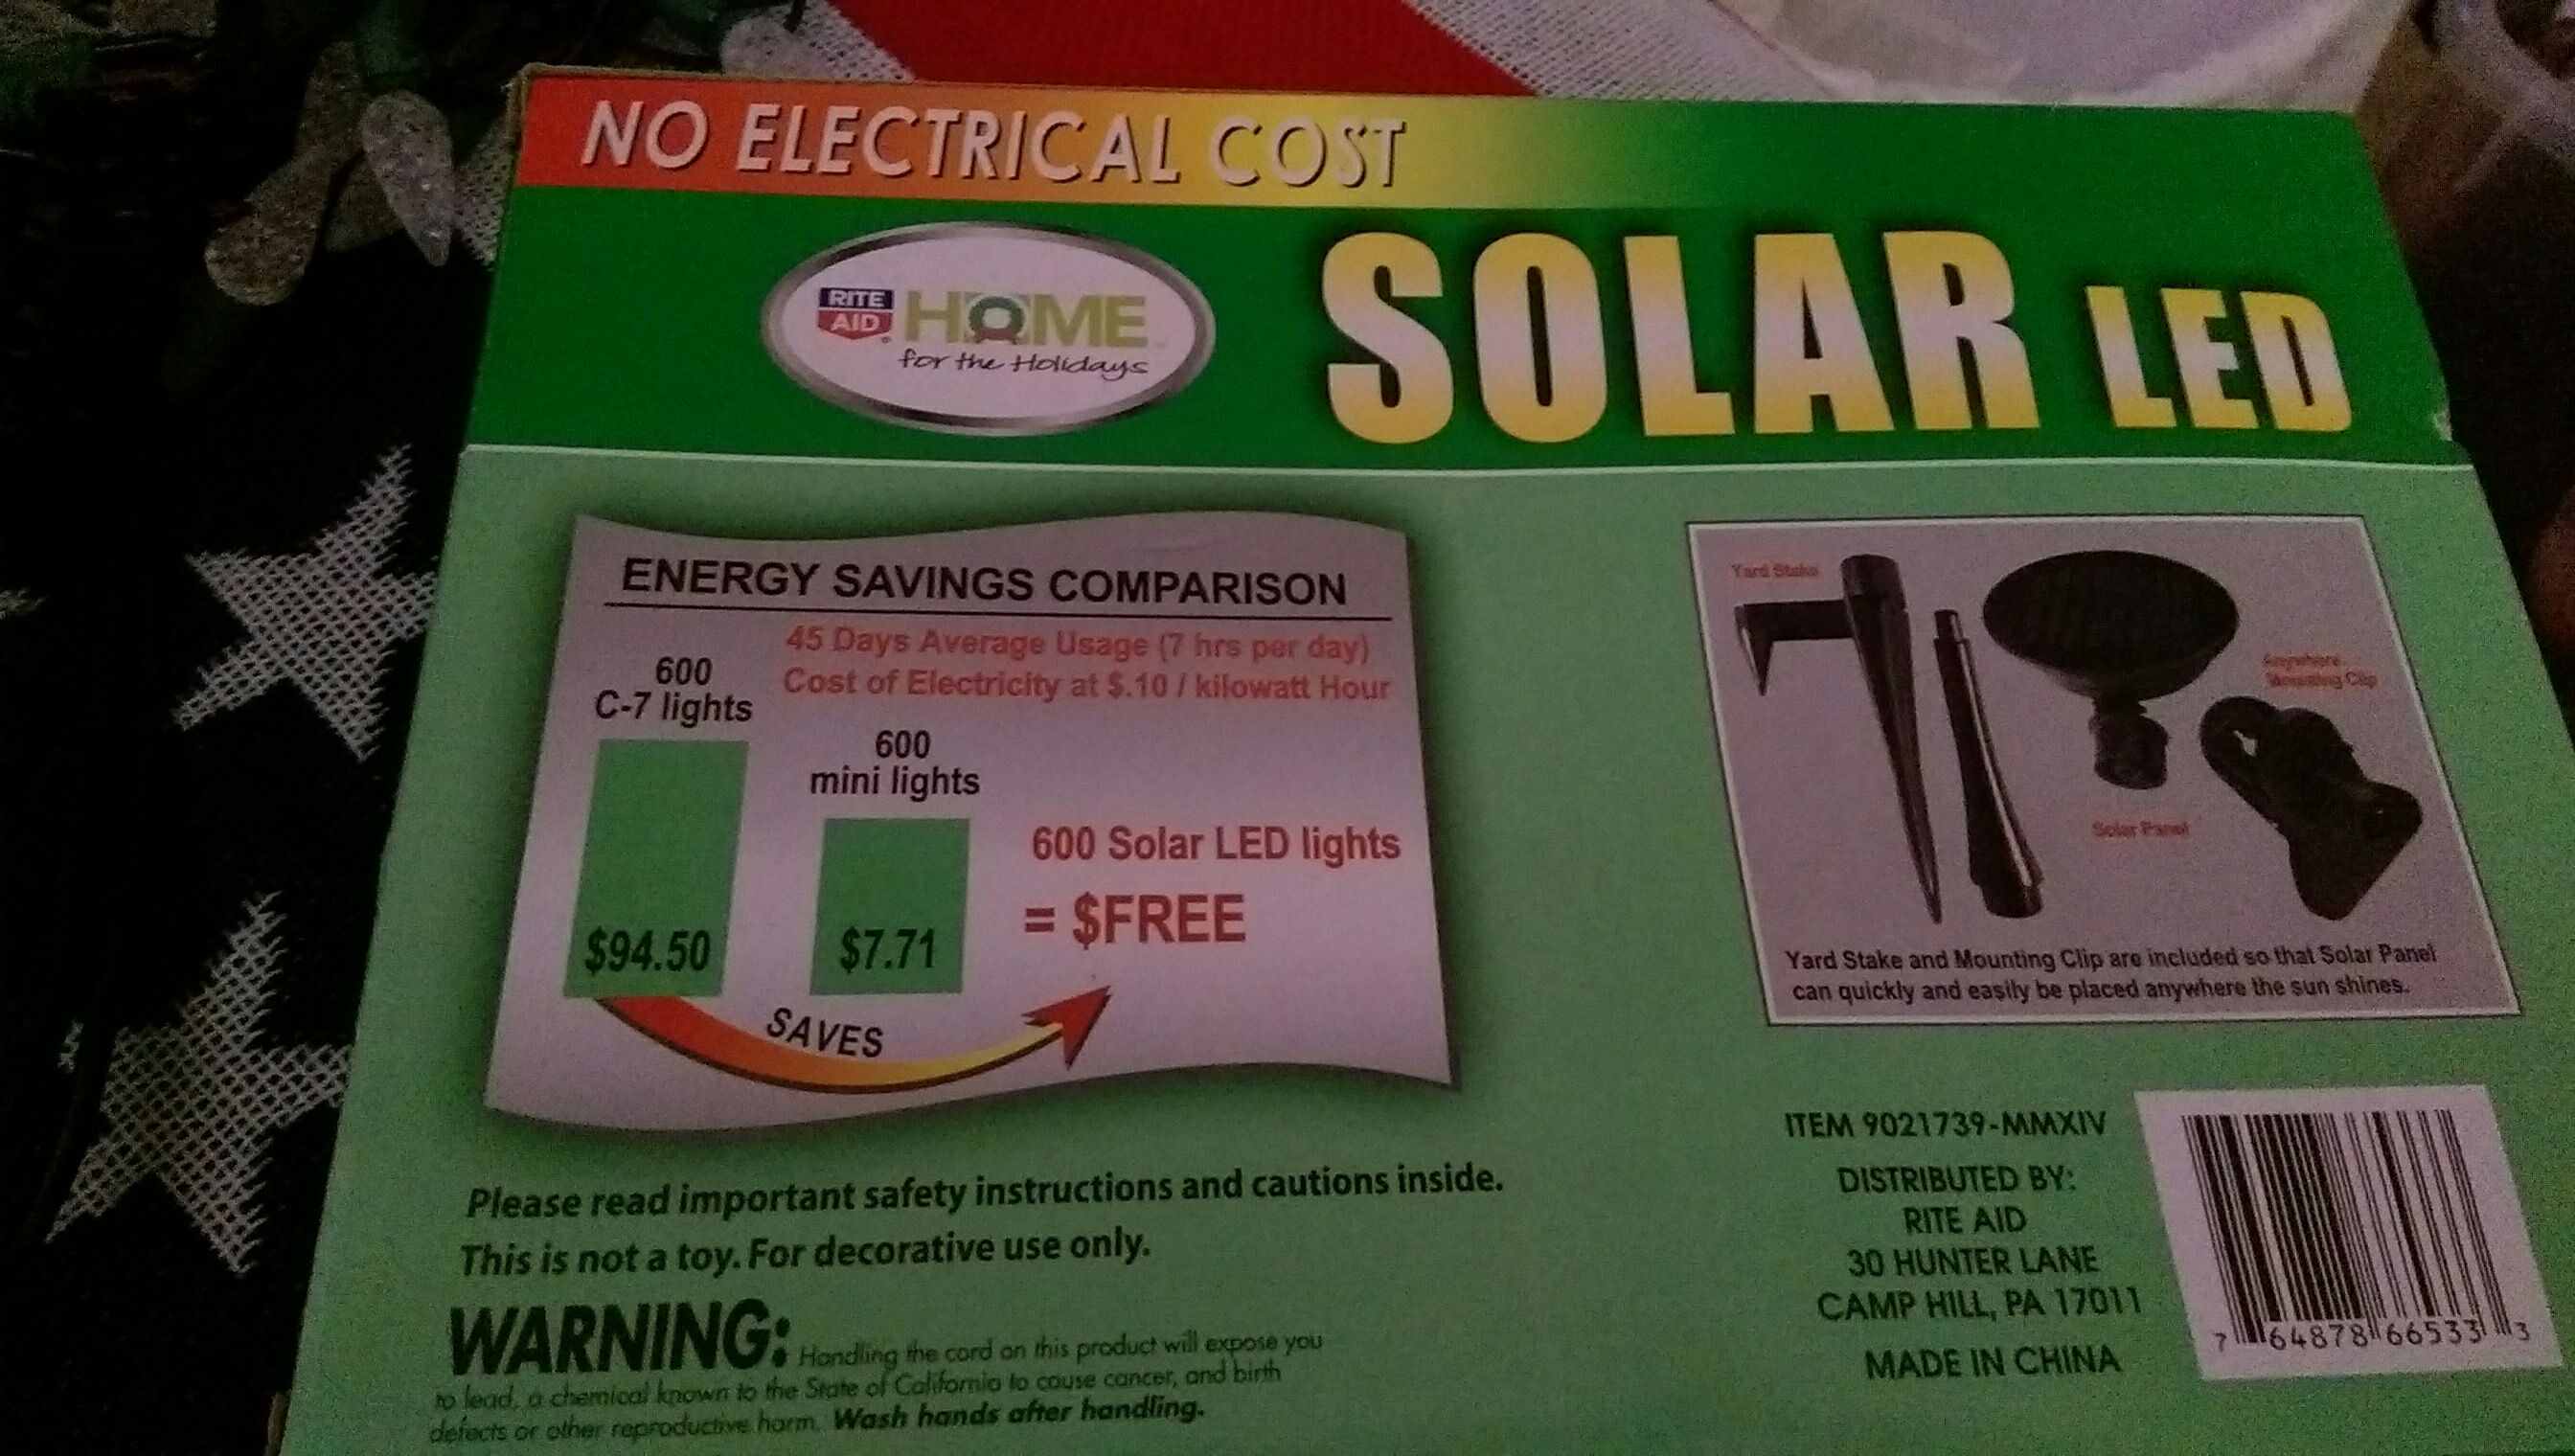 NO ELECTRICAL COST
RITE AID HOME
for the Holidays
SOLAR LED
ENERGY SAVINGS COMPARISON
45 Days Average Usage (7 hrs per day)
Cost of Electricity at $.10 / kilowatt Hour
600
C-7 lights
$94.50
600
mini lights
$7.71
600 Solar LED lights
= $FREE
SAVES
Yard Stake
Anywhere
Mounting Clip
Solar Panel
Yard Stake and Mounting Clip are included so that Solar Panel
can quickly and easily be placed anywhere the sun shines.
Please read important safety instructions and cautions inside.
This is not a toy. For decorative use only.
WARNING: Handling the cord on this product will expose you
to lead, a chemical known to the State of California to cause cancer, and birth
defects or other reproductive harm. Wash hands after handling.
ITEM 9021739-MMXIV
DISTRIBUTED BY:
RITE AID
30 HUNTER LANE
CAMP HILL, PA 17011
MADE IN CHINA
7 64878 66533 3